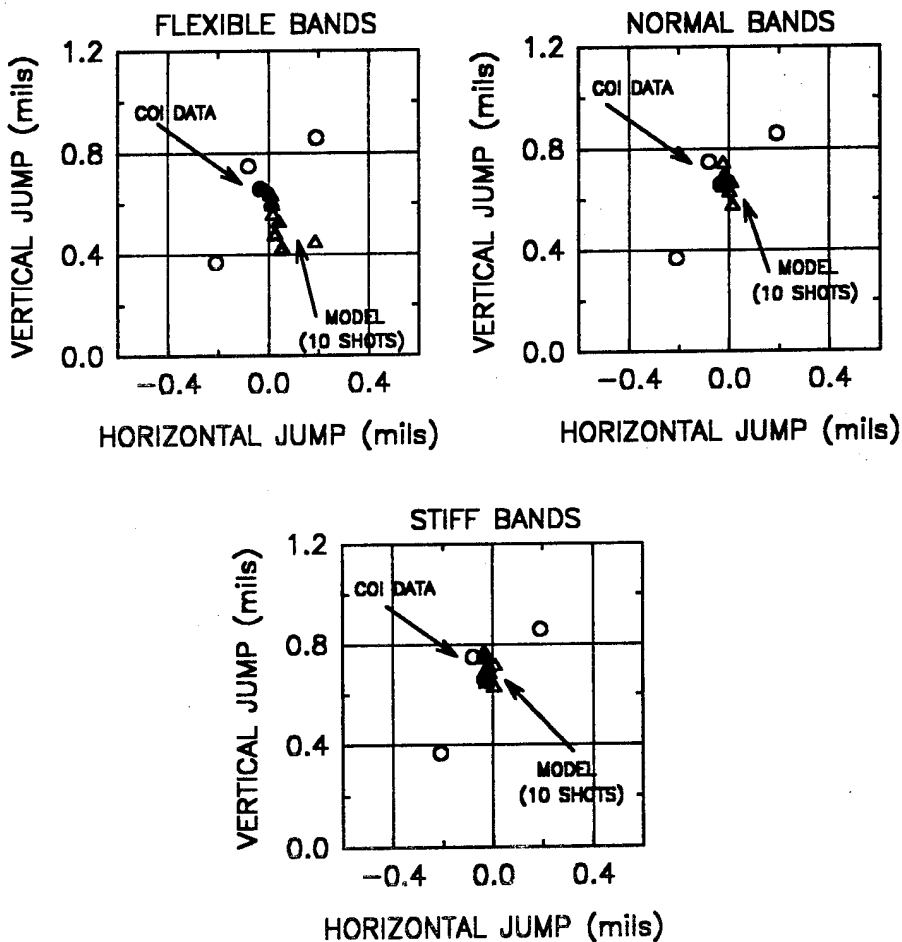 FLEXIBLE BANDS
VERTICAL JUMP (mils)
1.2
0.8
0.4
0.0
COI DATA
MODEL
(10 SHOTS)
−0.4 0.0 0.4
HORIZONTAL JUMP (mils)
NORMAL BANDS
VERTICAL JUMP (mils)
1.2
0.8
0.4
0.0
COI DATA
MODEL
(10 SHOTS)
−0.4 0.0 0.4
HORIZONTAL JUMP (mils)
STIFF BANDS
VERTICAL JUMP (mils)
1.2
0.8
0.4
0.0
COI DATA
MODEL
(10 SHOTS)
−0.4 0.0 0.4
HORIZONTAL JUMP (mils)